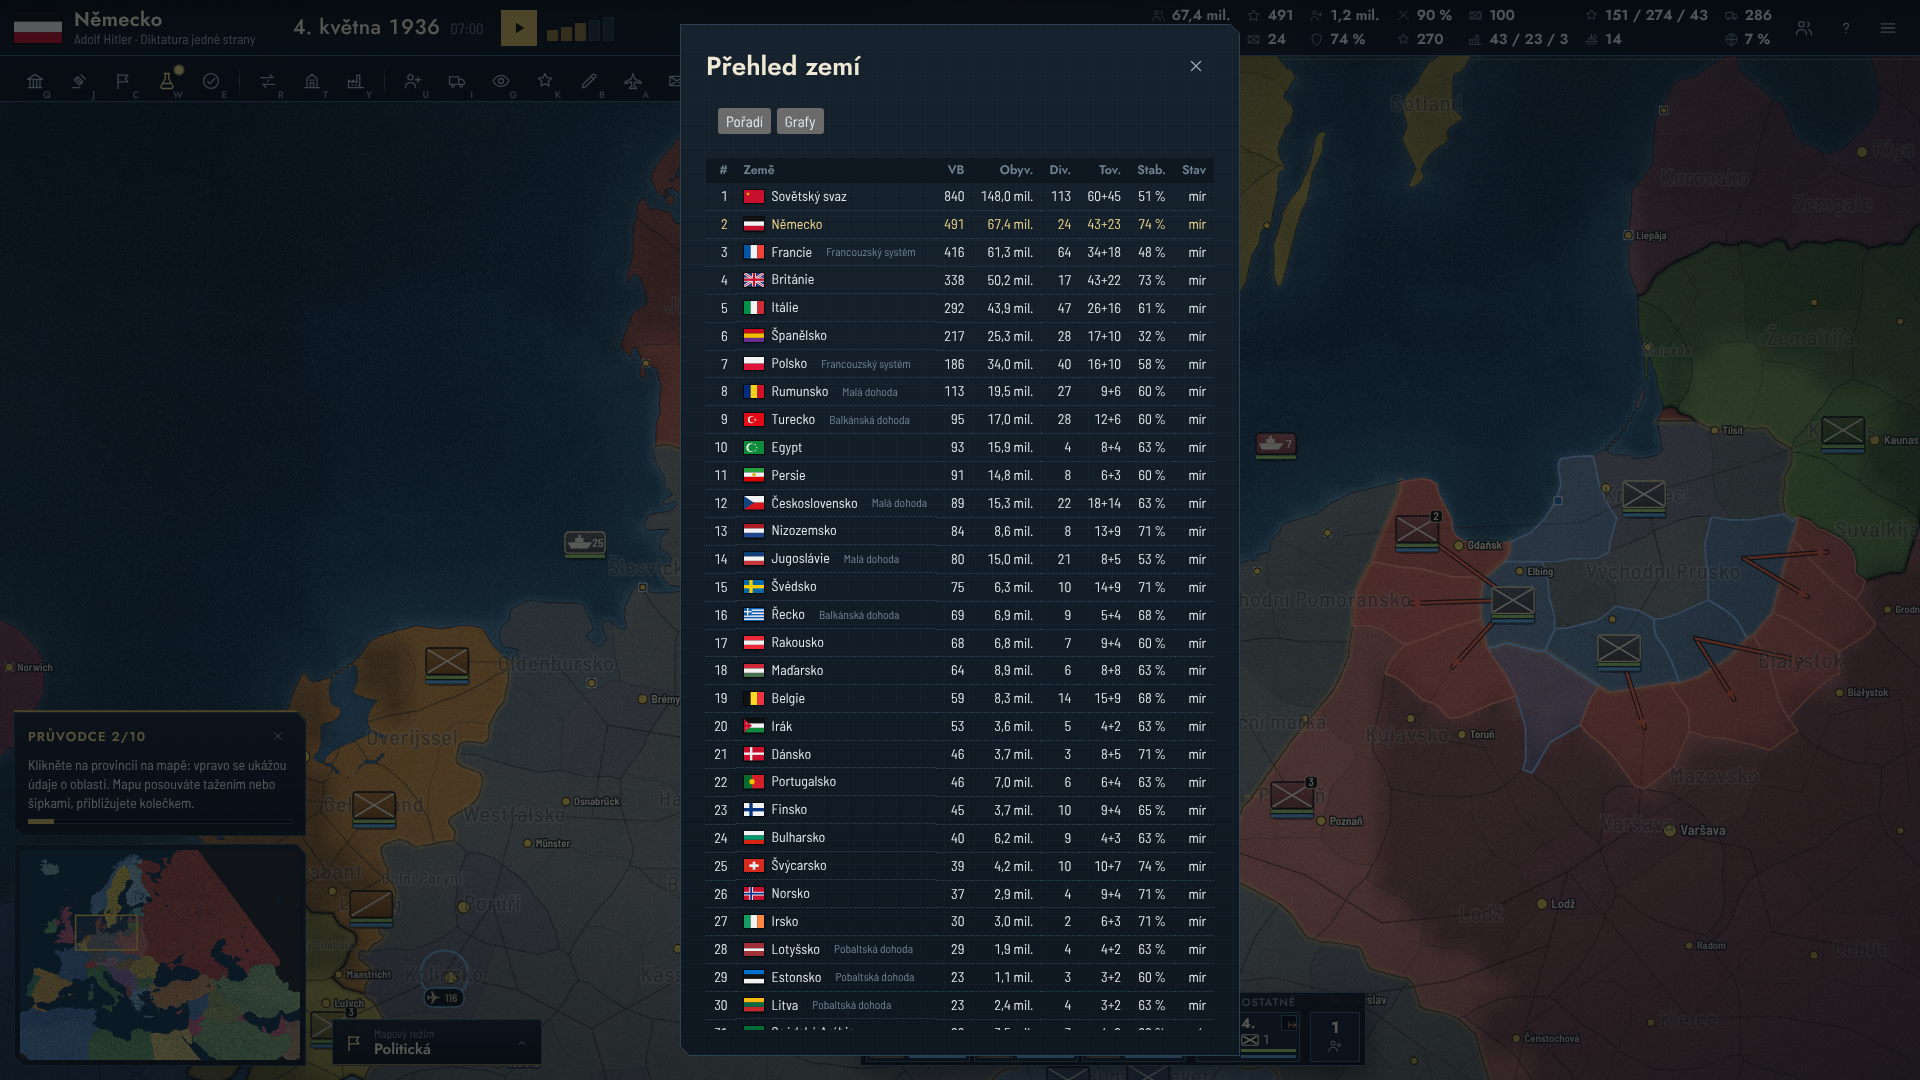 Německo
Adolf Hitler · Diktatura jedné strany
4. května 1936 07:00
67,4 mil. 491 1,2 mil. 90 % 100 151 / 274 / 43 286
24 74 % 270 43 / 23 / 3 14 7 %
?
Q J C W E R T Y U I G K B A
Přehled zemí
Pořadí Grafy
# Země VB Obyv. Div. Tov. Stab. Stav
1 Sovětský svaz 840 148,0 mil. 113 60+45 51 % mír
2 Německo 491 67,4 mil. 24 43+23 74 % mír
3 Francie Francouzský systém 416 61,3 mil. 64 34+18 48 % mír
4 Británie 338 50,2 mil. 17 43+22 73 % mír
5 Itálie 292 43,9 mil. 47 26+16 61 % mír
6 Španělsko 217 25,3 mil. 28 17+10 32 % mír
7 Polsko Francouzský systém 186 34,0 mil. 40 16+10 58 % mír
8 Rumunsko Malá dohoda 113 19,5 mil. 27 9+6 60 % mír
9 Turecko Balkánská dohoda 95 17,0 mil. 28 12+6 60 % mír
10 Egypt 93 15,9 mil. 4 8+4 63 % mír
11 Persie 91 14,8 mil. 8 6+3 60 % mír
12 Československo Malá dohoda 89 15,3 mil. 22 18+14 63 % mír
13 Nizozemsko 84 8,6 mil. 8 13+9 71 % mír
14 Jugoslávie Malá dohoda 80 15,0 mil. 21 8+5 53 % mír
15 Švédsko 75 6,3 mil. 10 14+9 71 % mír
16 Řecko Balkánská dohoda 69 6,9 mil. 9 5+4 68 % mír
17 Rakousko 68 6,8 mil. 7 9+4 60 % mír
18 Maďarsko 64 8,9 mil. 6 8+8 63 % mír
19 Belgie 59 8,3 mil. 14 15+9 68 % mír
20 Irák 53 3,6 mil. 5 4+2 63 % mír
21 Dánsko 46 3,7 mil. 3 8+5 71 % mír
22 Portugalsko 46 7,0 mil. 6 6+4 63 % mír
23 Finsko 45 3,7 mil. 10 9+4 65 % mír
24 Bulharsko 40 6,2 mil. 9 4+3 63 % mír
25 Švýcarsko 39 4,2 mil. 10 10+7 74 % mír
26 Norsko 37 2,9 mil. 4 9+4 71 % mír
27 Irsko 30 3,0 mil. 2 6+3 71 % mír
28 Lotyšsko Pobaltská dohoda 29 1,9 mil. 4 4+2 63 % mír
29 Estonsko Pobaltská dohoda 23 1,1 mil. 3 3+2 60 % mír
30 Litva Pobaltská dohoda 23 2,4 mil. 4 3+2 63 % mír
Gotland
Riga
Kuronsko
Zemgale
Liepāja
Žemaitija
Klaipėda
Tilsit
Kaunas
7
Suvalkija
2
Gdańsk
Elbing
Východní Prusko
Grodn
Białystok
Białystok
Kujavsko
Toruń
Mazovsko
3
Poznań
Varšava
Varšava
Lodž
Lodź
Radom
Lublin
Kielce
Częstochová
25
Šlesvicko
Norwich
Oldenbursko
Brémy
Overijssel
Vestfálsko
Osnabrück
Münster
Dolní Porýní
Porúří
Maastricht
Kolínsko
116
Lutych
3
PRŮVODCE 2/10
Klikněte na provincii na mapě: vpravo se ukážou
údaje o oblasti. Mapu posouváte tažením nebo
šipkami, přibližujete kolečkem.
Mapový režim
Politická
OSTATNÉ
4.
1
1